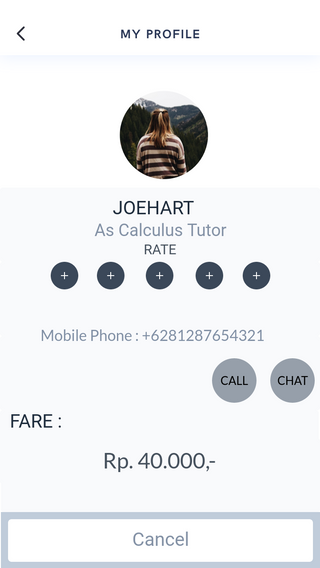 MY PROFILE
JOEHART
As Calculus Tutor
RATE
+ + + + +
Mobile Phone : +6281287654321
CALL CHAT
FARE :
Rp. 40.000,-
Cancel